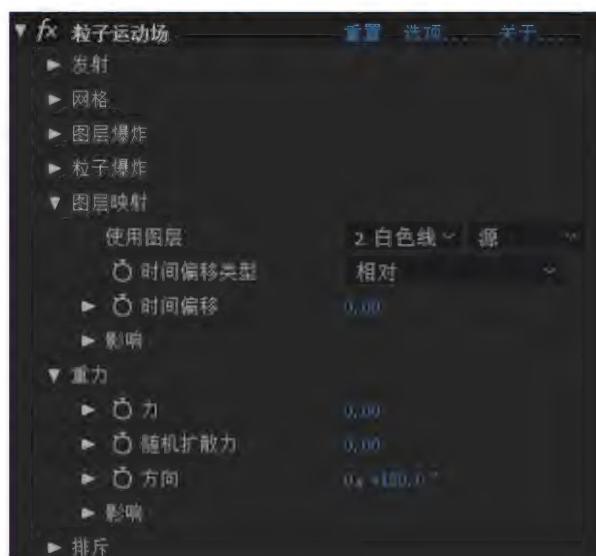 fx 粒子运动场 重置 选项... 关于...
发射
网格
图层爆炸
粒子爆炸
图层映射
使用图层 2.白色线 源
时间偏移类型 相对
时间偏移 0.00
影响
重力
力 0.00
随机扩散力 0.00
方向 0x +180.0°
影响
排斥